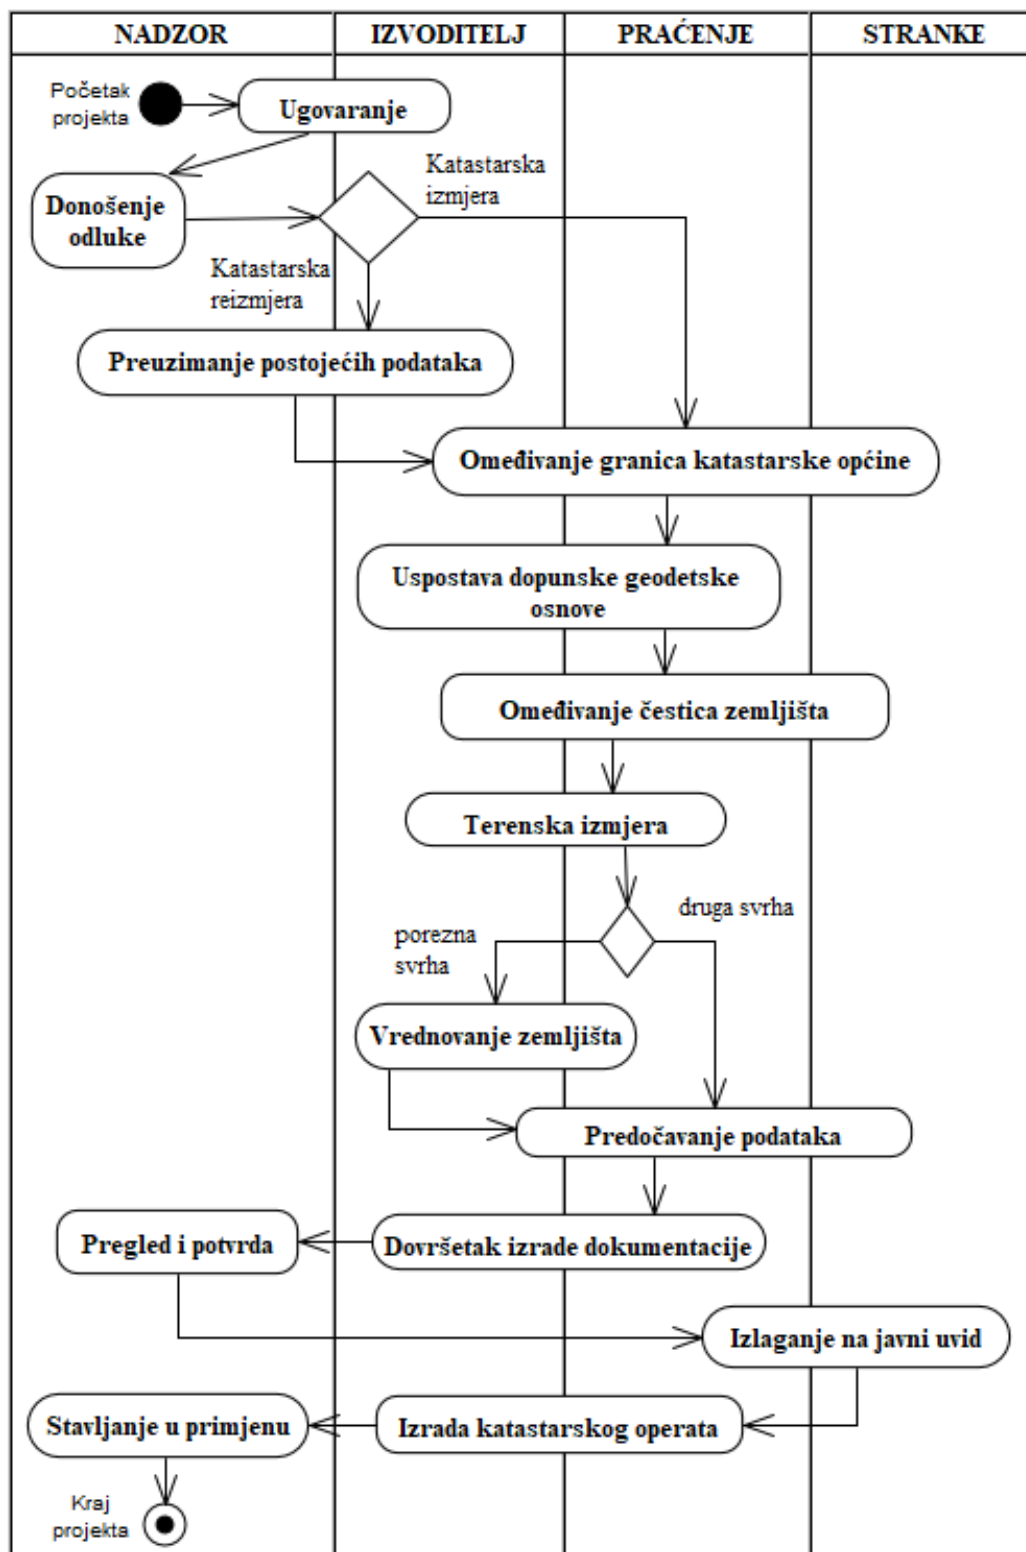 NADZOR
IZVODITELJ
PRAĆENJE
STRANKE
Početak
projekta
Ugovaranje
Donošenje
odluke
Katastarska
izmjera
Katastarska
reizmjera
Preuzimanje postojećih podataka
Omeđivanje granica katastarske općine
Uspostava dopunske geodetske
osnove
Omeđivanje čestica zemljišta
Terenska izmjera
druga svrha
porezna
svrha
Vrednovanje zemljišta
Predočavanje podataka
Dovršetak izrade dokumentacije
Pregled i potvrda
Izlaganje na javni uvid
Izrada katastarskog operata
Stavljanje u primjenu
Kraj
projekta